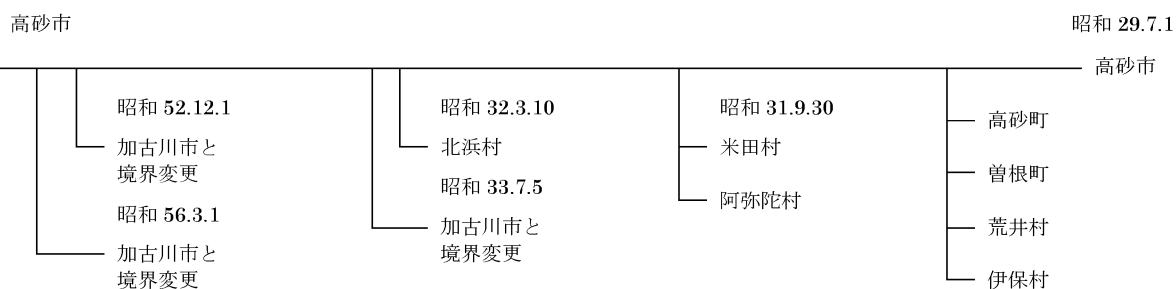 高砂市
昭和 29.7.1
高砂市
昭和 52.12.1
加古川市と
境界変更
昭和 56.3.1
加古川市と
境界変更
昭和 32.3.10
北浜村
昭和 33.7.5
加古川市と
境界変更
昭和 31.9.30
米田村
阿弥陀村
高砂町
曽根町
荒井村
伊保村